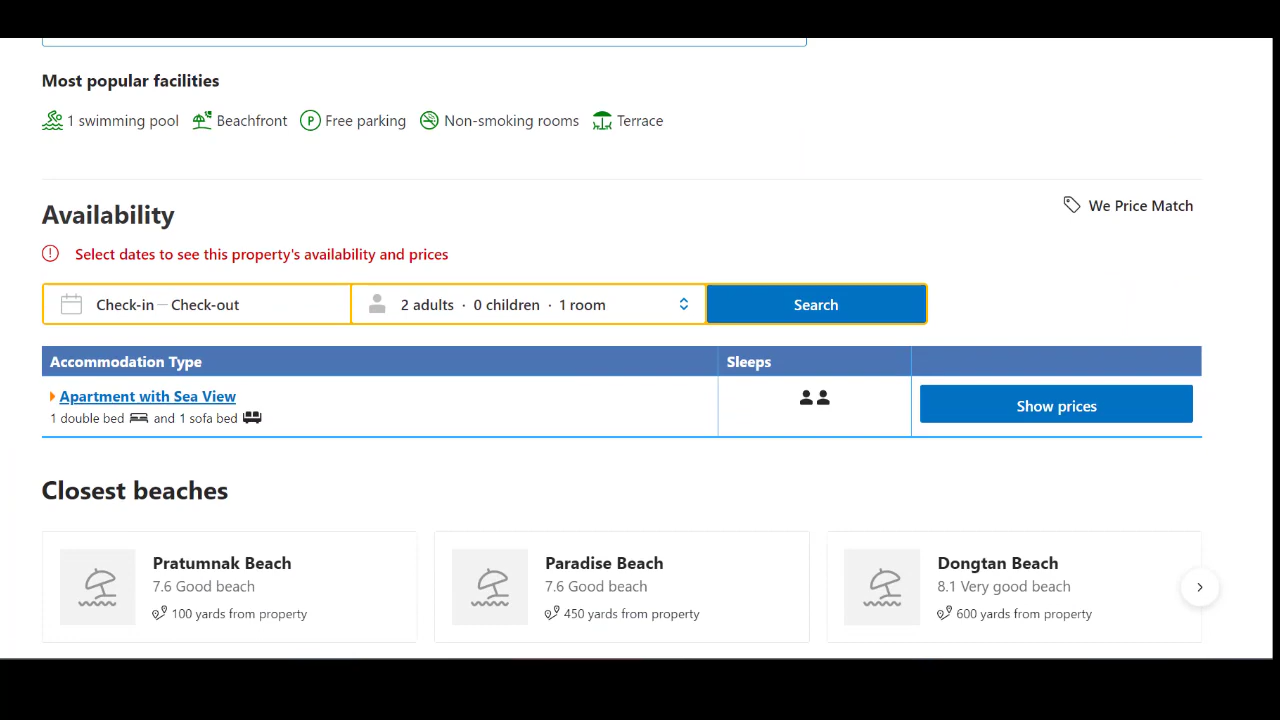 Most popular facilities
1 swimming pool Beachfront P Free parking Non-smoking rooms Terrace
Availability
We Price Match
Select dates to see this property's availability and prices
Check-in — Check-out 2 adults · 0 children · 1 room Search
Accommodation Type Sleeps
Apartment with Sea View
1 double bed and 1 sofa bed
Show prices
Closest beaches
Pratumnak Beach Paradise Beach Dongtan Beach
7.6 Good beach 7.6 Good beach 8.1 Very good beach
100 yards from property 450 yards from property 600 yards from property